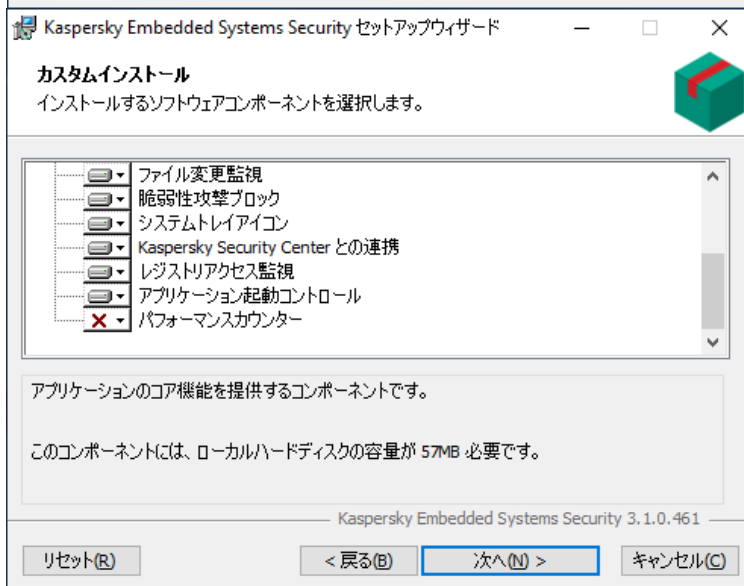 Kaspersky Embedded Systems Security セットアップウィザード
カスタムインストール
インストールするソフトウェアコンポーネントを選択します。
ファイル変更監視
脆弱性攻撃ブロック
システムトレイアイコン
Kaspersky Security Center との連携
レジストリアクセス監視
アプリケーション起動コントロール
パフォーマンスカウンター
アプリケーションのコア機能を提供するコンポーネントです。
このコンポーネントには、ローカルハードディスクの容量が 57MB 必要です。
Kaspersky Embedded Systems Security 3.1.0.461
リセット(R)
< 戻る(B)
次へ(N) >
キャンセル(C)